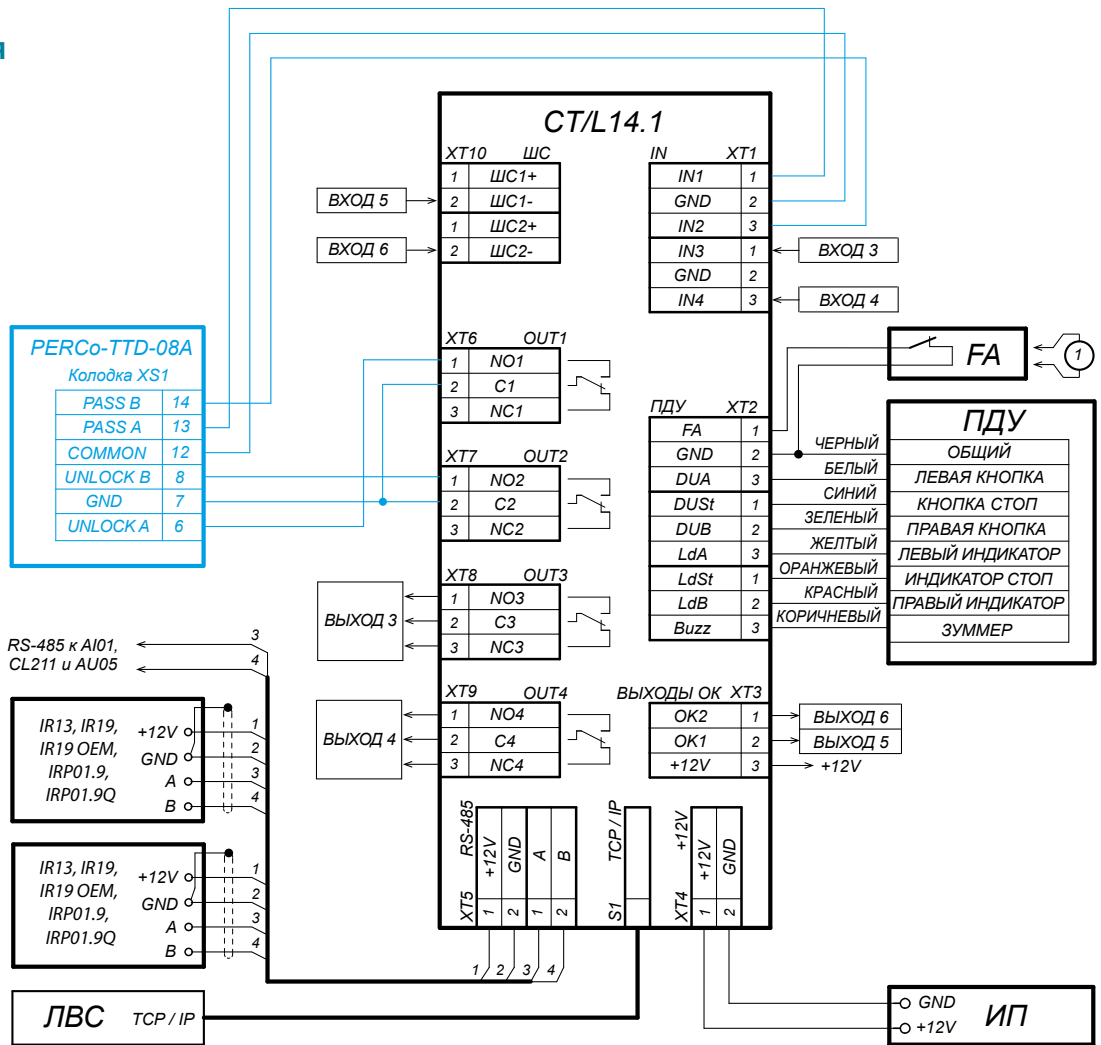 я
CT/L14.1
XT10 ШС
1 ШС1+
2 ШС1-
1 ШС2+
2 ШС2-
ВХОД 5
ВХОД 6
IN XT1
IN1 1
GND 2
IN2 3
IN3 1
GND 2
IN4 3
ВХОД 3
ВХОД 4
PERCo-TTD-08A
Колодка XS1
PASS B 14
PASS A 13
COMMON 12
UNLOCK B 8
GND 7
UNLOCK A 6
XT6 OUT1
1 NO1
2 C1
3 NC1
XT7 OUT2
1 NO2
2 C2
3 NC2
XT8 OUT3
1 NO3
2 C3
3 NC3
ВЫХОД 3
XT9 OUT4
1 NO4
2 C4
3 NC4
ВЫХОД 4
FA
1
ПДУ XT2
FA 1
GND 2
DUA 3
DUSt 1
DUB 2
LdA 3
LdSt 1
LdB 2
Buzz 3
ЧЕРНЫЙ
БЕЛЫЙ
СИНИЙ
ЗЕЛЕНЫЙ
ЖЕЛТЫЙ
ОРАНЖЕВЫЙ
КРАСНЫЙ
КОРИЧНЕВЫЙ
ПДУ
ОБЩИЙ
ЛЕВАЯ КНОПКА
КНОПКА СТОП
ПРАВАЯ КНОПКА
ЛЕВЫЙ ИНДИКАТОР
ИНДИКАТОР СТОП
ПРАВЫЙ ИНДИКАТОР
ЗУММЕР
ВЫХОДЫ ОК XT3
OK2 1
OK1 2
+12V 3
ВЫХОД 6
ВЫХОД 5
+12V
RS-485 к AI01,
CL211 и AU05
3
4
IR13, IR19,
IR19 OEM,
IRP01.9,
IRP01.9Q
+12V 1
GND 2
A 3
B 4
IR13, IR19,
IR19 OEM,
IRP01.9,
IRP01.9Q
+12V 1
GND 2
A 3
B 4
XT5 RS-485
1 +12V
2 GND
1 A
2 B
S1 TCP / IP
XT4 +12V
1 +12V
2 GND
1 2 3 4
ЛВС TCP / IP
GND
+12V
ИП